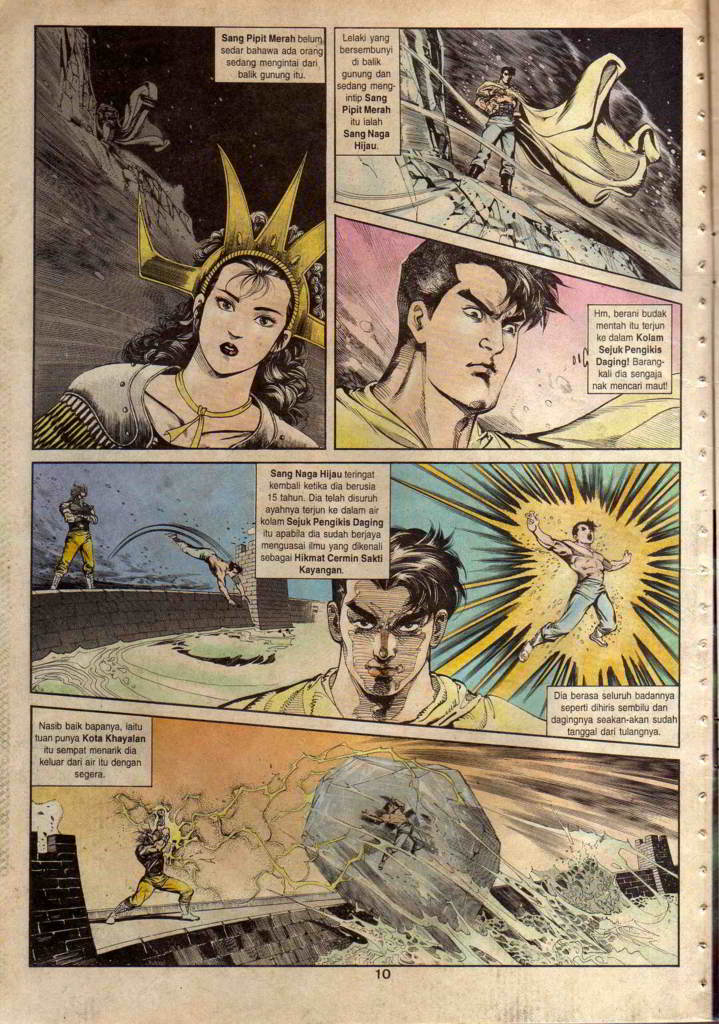 Sang Pipit Merah belum
sedar bahawa ada orang
sedang mengintai dari
balik gunung itu.
Lelaki yang
bersembunyi
di balik
gunung dan
sedang meng-
intip Sang
Pipit Merah
itu ialah
Sang Naga
Hijau.
Hm, berani budak
mentah itu terjun
ke dalam Kolam
Sejuk Pengikis
Daging! Barang-
kali dia sengaja
nak mencari maut!
Sang Naga Hijau teringat
kembali ketika dia berusia
15 tahun. Dia telah disuruh
ayahnya terjun ke dalam air
kolam Sejuk Pengikis Daging
itu apabila dia sudah berjaya
menguasai ilmu yang dikenali
sebagai Hikmat Cermin Sakti
Kayangan.
Dia berasa seluruh badannya
seperti dihiris sembilu dan
dagingnya seakan-akan sudah
tanggal dari tulangnya.
Nasib baik bapanya, iaitu
tuan punya Kota Khayalan
itu sempat menarik dia
keluar dari air itu dengan
segera.
10